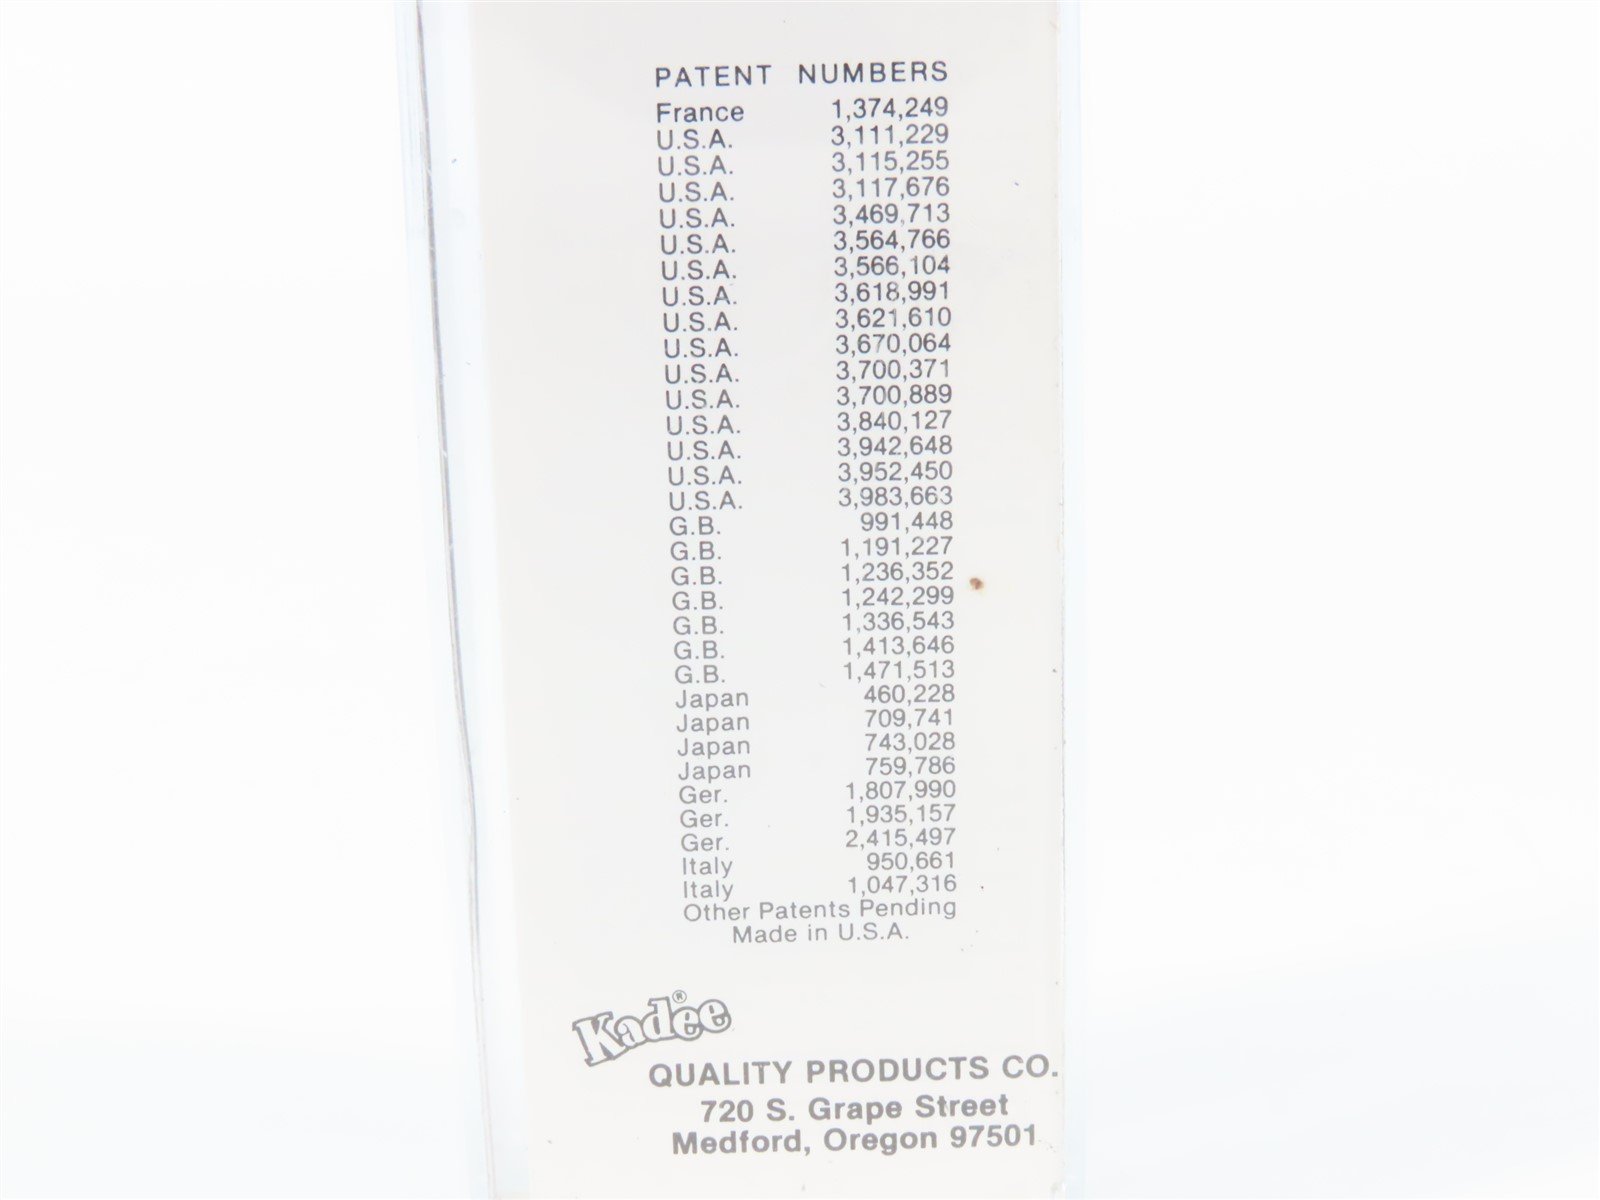 PATENT NUMBERS
France 1,374,249
U.S.A. 3,111,229
U.S.A. 3,115,255
U.S.A. 3,117,676
U.S.A. 3,469,713
U.S.A. 3,564,766
U.S.A. 3,566,104
U.S.A. 3,618,991
U.S.A. 3,621,610
U.S.A. 3,670,064
U.S.A. 3,700,371
U.S.A. 3,700,889
U.S.A. 3,840,127
U.S.A. 3,942,648
U.S.A. 3,952,450
U.S.A. 3,983,663
G.B. 991,448
G.B. 1,191,227
G.B. 1,236,352
G.B. 1,242,299
G.B. 1,336,543
G.B. 1,413,646
G.B. 1,471,513
Japan 460,228
Japan 709,741
Japan 743,028
Japan 759,786
Ger. 1,807,990
Ger. 1,935,157
Ger. 2,415,497
Italy 950,661
Italy 1,047,316
Other Patents Pending
Made in U.S.A.
Kadee®
QUALITY PRODUCTS CO.
720 S. Grape Street
Medford, Oregon 97501